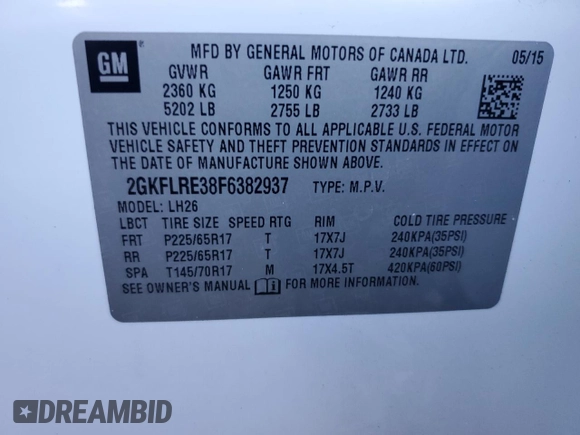 GM
MFD BY GENERAL MOTORS OF CANADA LTD. 05/15
GVWR GAWR FRT GAWR RR
2360 KG 1250 KG 1240 KG
5202 LB 2755 LB 2733 LB
THIS VEHICLE CONFORMS TO ALL APPLICABLE U.S. FEDERAL MOTOR
VEHICLE SAFETY AND THEFT PREVENTION STANDARDS IN EFFECT ON
THE DATE OF MANUFACTURE SHOWN ABOVE.
2GKFLRE38F6382937 TYPE: M.P.V.
MODEL: LH26
LBCT TIRE SIZE SPEED RTG RIM COLD TIRE PRESSURE
FRT P225/65R17 T 17X7J 240KPA(35PSI)
RR P225/65R17 T 17X7J 240KPA(35PSI)
SPA T145/70R17 M 17X4.5T 420KPA(60PSI)
SEE OWNER'S MANUAL FOR MORE INFORMATION.
DREAMBID